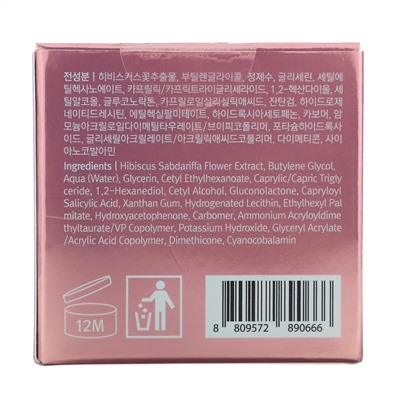 전성분 | 히비스커스꽃추출물, 부틸렌글라이콜, 정제수, 글리세린, 세틸에
틸헥사노에이트, 카프릴릭/카프릭트라이글리세라이드, 1,2-헥산다이올, 세
틸알코올, 글루코노락톤, 카프릴로일살리실릭애씨드, 잔탄검, 하이드로제
네이티드레시틴, 에틸헥실팔미테이트, 하이드록시아세토페논, 카보머, 암
모늄아크릴로일다이메틸타우레이트/브이피코폴리머, 포타슘하이드록사
이드, 글리세릴아크릴레이트/아크릴릭애씨드코폴리머, 다이메티콘, 사이
아노코발아민
Ingredients | Hibiscus Sabdariffa Flower Extract, Butylene Glycol,
Aqua (Water), Glycerin, Cetyl Ethylhexanoate, Caprylic/Capric Trigly
ceride, 1,2-Hexanediol, Cetyl Alcohol, Gluconolactone, Capryloyl
Salicylic Acid, Xanthan Gum, Hydrogenated Lecithin, Ethylhexyl Pal
mitate, Hydroxyacetophenone, Carbomer, Ammonium Acryloyldime
thyltaurate/VP Copolymer, Potassium Hydroxide, Glyceryl Acrylate
/Acrylic Acid Copolymer, Dimethicone, Cyanocobalamin
12M
8 809572 890666